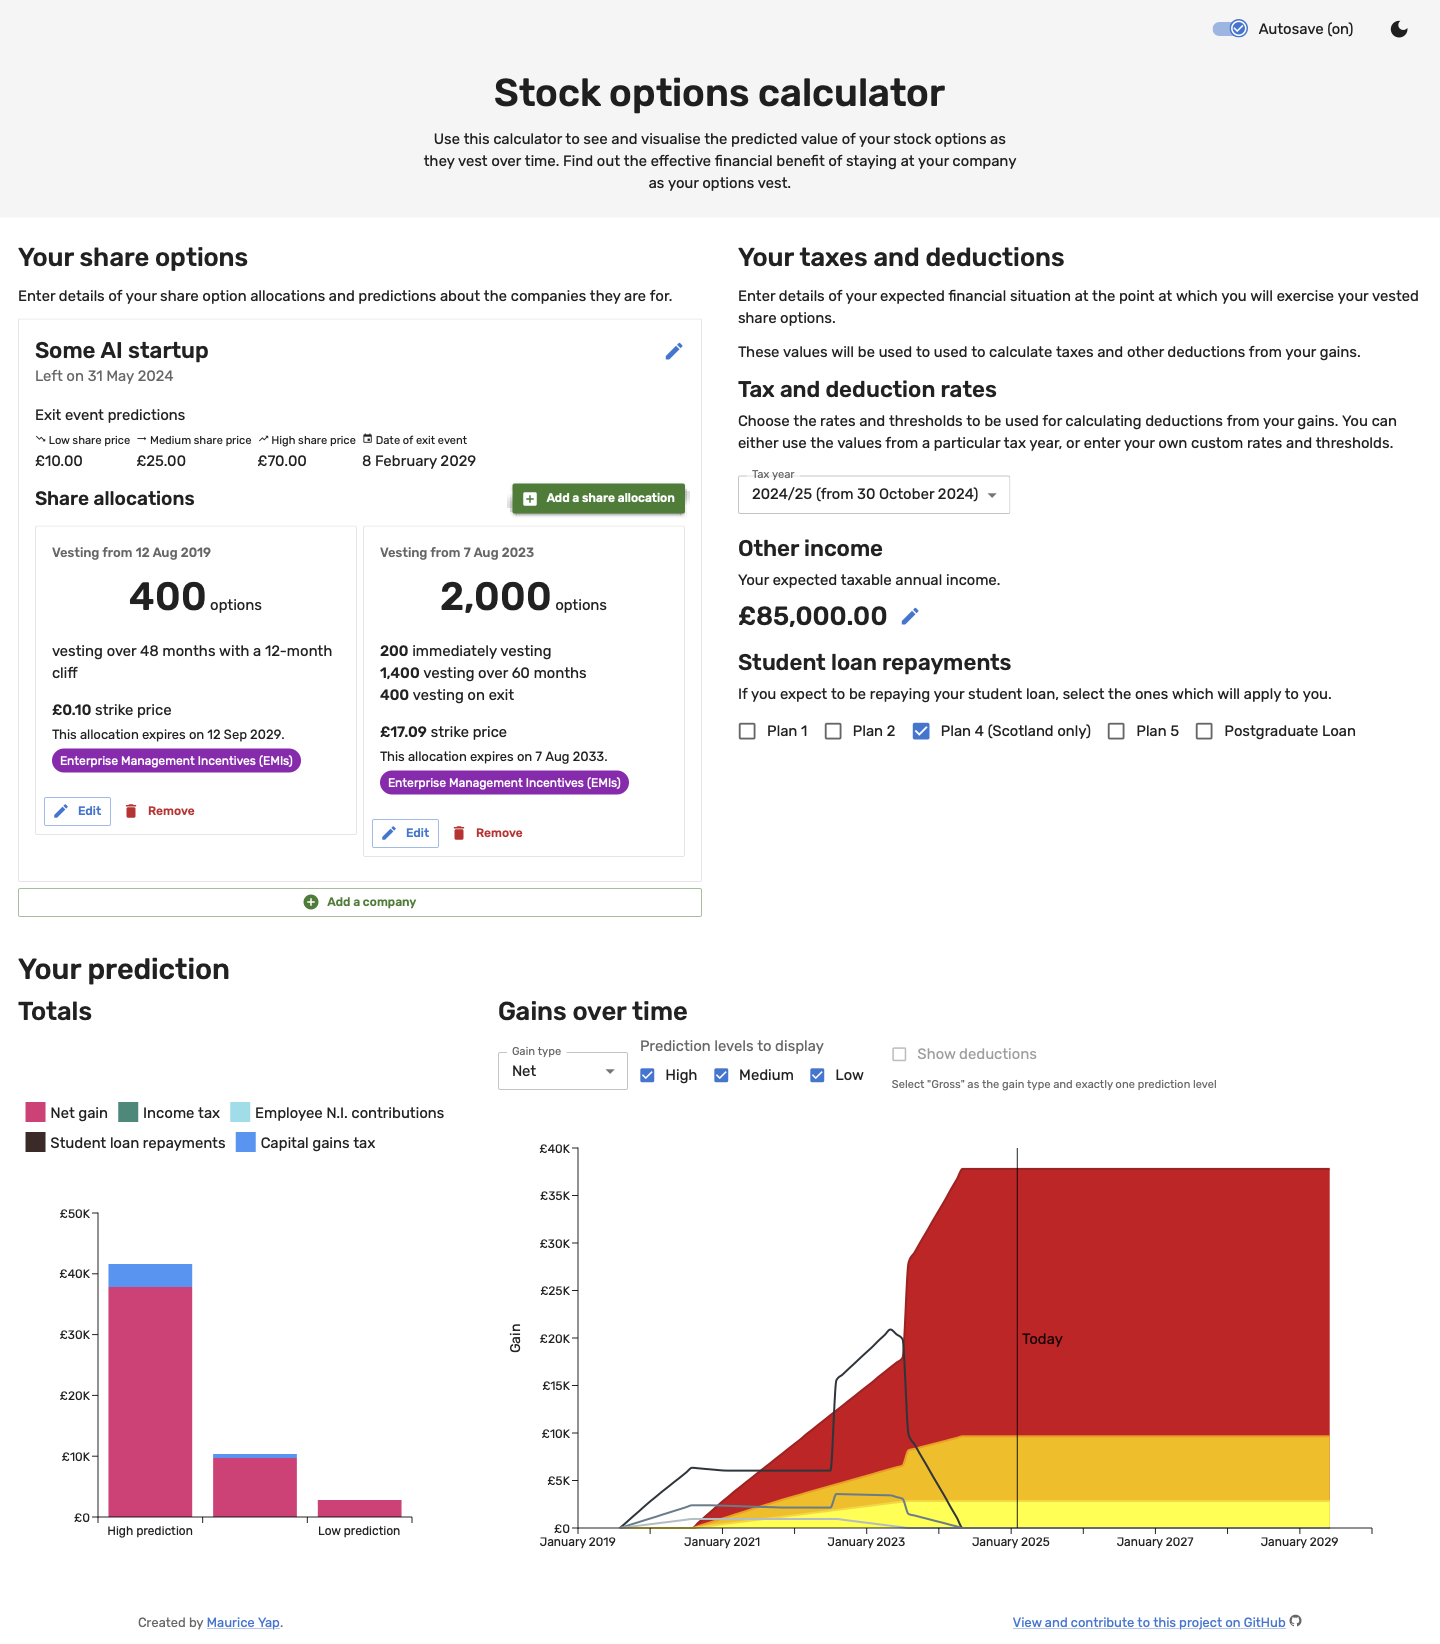 Autosave (on)
Stock options calculator
Use this calculator to see and visualise the predicted value of your stock options as
they vest over time. Find out the effective financial benefit of staying at your company
as your options vest.
Your share options
Enter details of your share option allocations and predictions about the companies they are for.
Some AI startup
Left on 31 May 2024
Exit event predictions
Low share price Medium share price High share price Date of exit event
£10.00 £25.00 £70.00 8 February 2029
Share allocations
Add a share allocation
Vesting from 12 Aug 2019
400 options
vesting over 48 months with a 12-month
cliff
£0.10 strike price
This allocation expires on 12 Sep 2029.
Enterprise Management Incentives (EMIs)
Edit Remove
Vesting from 7 Aug 2023
2,000 options
200 immediately vesting
1,400 vesting over 60 months
400 vesting on exit
£17.09 strike price
This allocation expires on 7 Aug 2033.
Enterprise Management Incentives (EMIs)
Edit Remove
Add a company
Your taxes and deductions
Enter details of your expected financial situation at the point at which you will exercise your vested
share options.
These values will be used to used to calculate taxes and other deductions from your gains.
Tax and deduction rates
Choose the rates and thresholds to be used for calculating deductions from your gains. You can
either use the values from a particular tax year, or enter your own custom rates and thresholds.
Tax year
2024/25 (from 30 October 2024)
Other income
Your expected taxable annual income.
£85,000.00
Student loan repayments
If you expect to be repaying your student loan, select the ones which will apply to you.
Plan 1 Plan 2 Plan 4 (Scotland only) Plan 5 Postgraduate Loan
Your prediction
Totals
Net gain Income tax Employee N.I. contributions
Student loan repayments Capital gains tax
£50K
£40K
£30K
£20K
£10K
£0
High prediction Low prediction
Gains over time
Gain type
Net
Prediction levels to display
High Medium Low
Show deductions
Select "Gross" as the gain type and exactly one prediction level
£40K
£35K
£30K
£25K
£20K
£15K
£10K
£5K
£0
Gain
Today
January 2019 January 2021 January 2023 January 2025 January 2027 January 2029
Created by Maurice Yap.
View and contribute to this project on GitHub